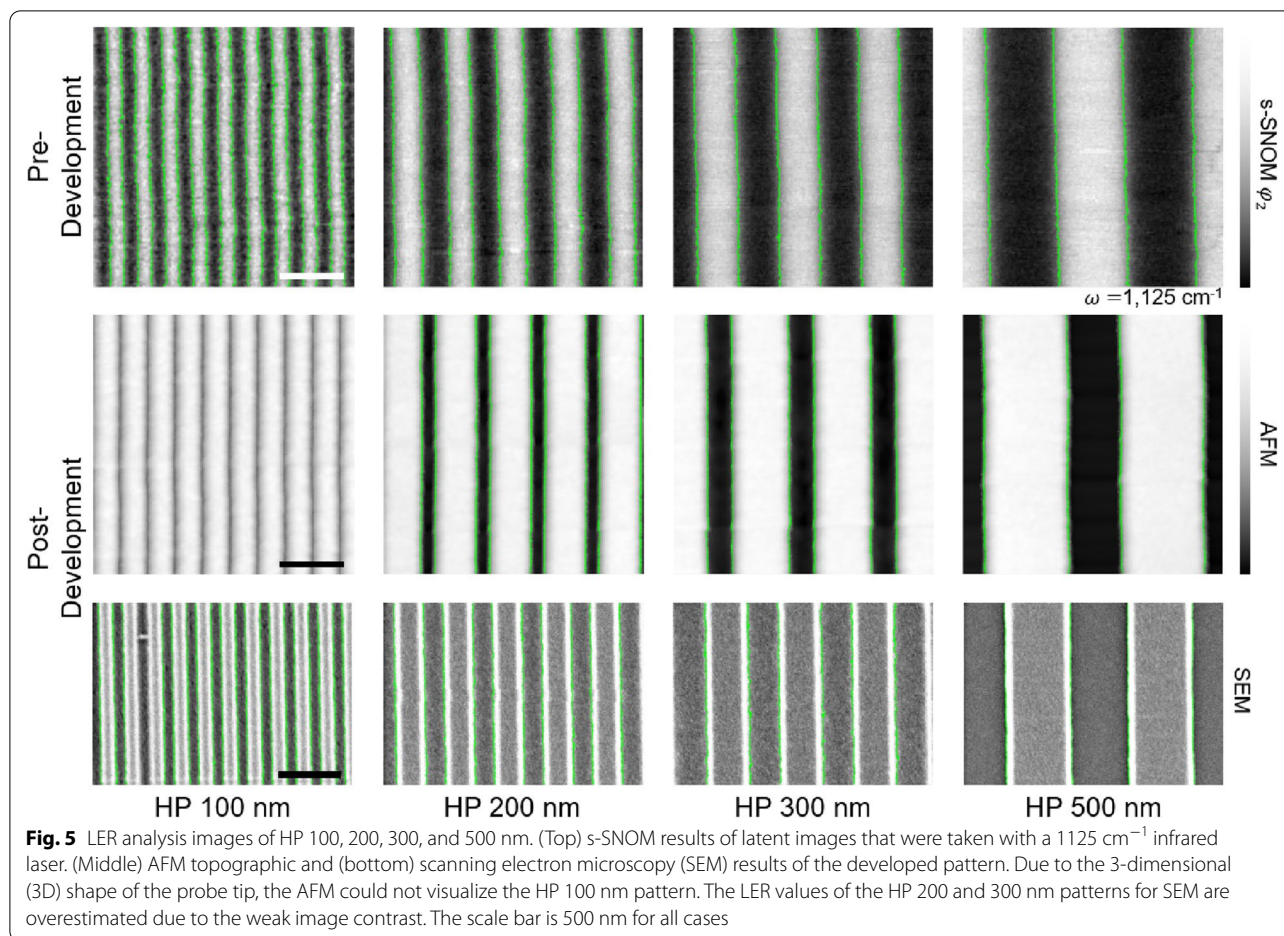 Pre-
Development
s-SNOM φ₂
ω =1,125 cm⁻¹
Post-
Development
AFM
SEM
HP 100 nm
HP 200 nm
HP 300 nm
HP 500 nm
Fig. 5 LER analysis images of HP 100, 200, 300, and 500 nm. (Top) s-SNOM results of latent images that were taken with a 1125 cm⁻¹ infrared
laser. (Middle) AFM topographic and (bottom) scanning electron microscopy (SEM) results of the developed pattern. Due to the 3-dimensional
(3D) shape of the probe tip, the AFM could not visualize the HP 100 nm pattern. The LER values of the HP 200 and 300 nm patterns for SEM are
overestimated due to the weak image contrast. The scale bar is 500 nm for all cases